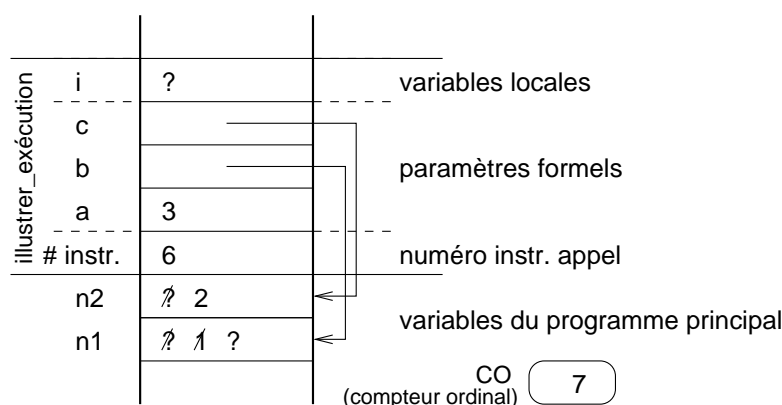 illustrer_exécution
i ? variables locales
c
b paramètres formels
a 3
# instr. 6 numéro instr. appel
n2 ? 2
variables du programme principal
n1 ? 1 ?
CO 7
(compteur ordinal)